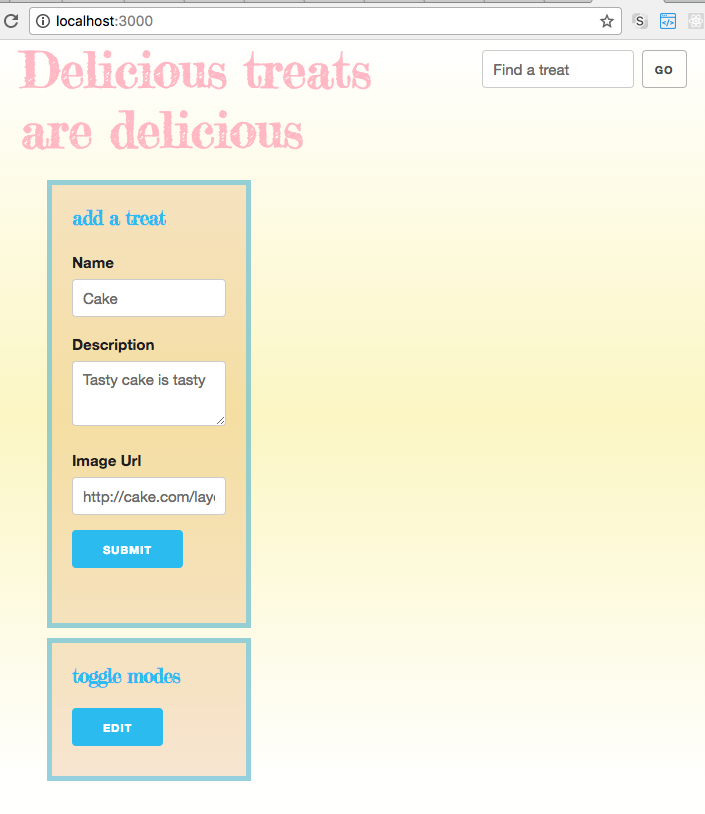 localhost:3000
S
Delicious treats
are delicious
Find a treat
GO
add a treat
Name
Cake
Description
Tasty cake is tasty
Image Url
http://cake.com/lay
SUBMIT
toggle modes
EDIT